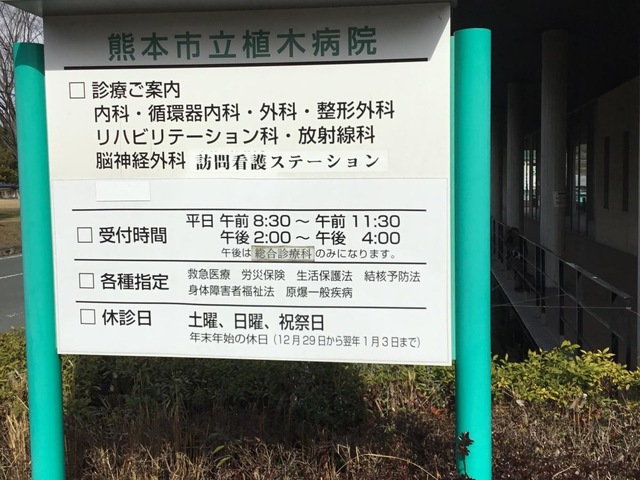 熊本市立植木病院
□ 診療ご案内
内科・循環器内科・外科・整形外科
リハビリテーション科・放射線科
脳神経外科 訪問看護ステーション
□ 受付時間 平日 午前 8:30 ～ 午前 11:30
午後 2:00 ～ 午後 4:00
午後は総合診療科のみになります。
□ 各種指定 救急医療 労災保険 生活保護法 結核予防法
身体障害者福祉法 原爆一般疾病
□ 休診日 土曜、日曜、祝祭日
年末年始の休日 (12月29日から翌年1月3日まで)